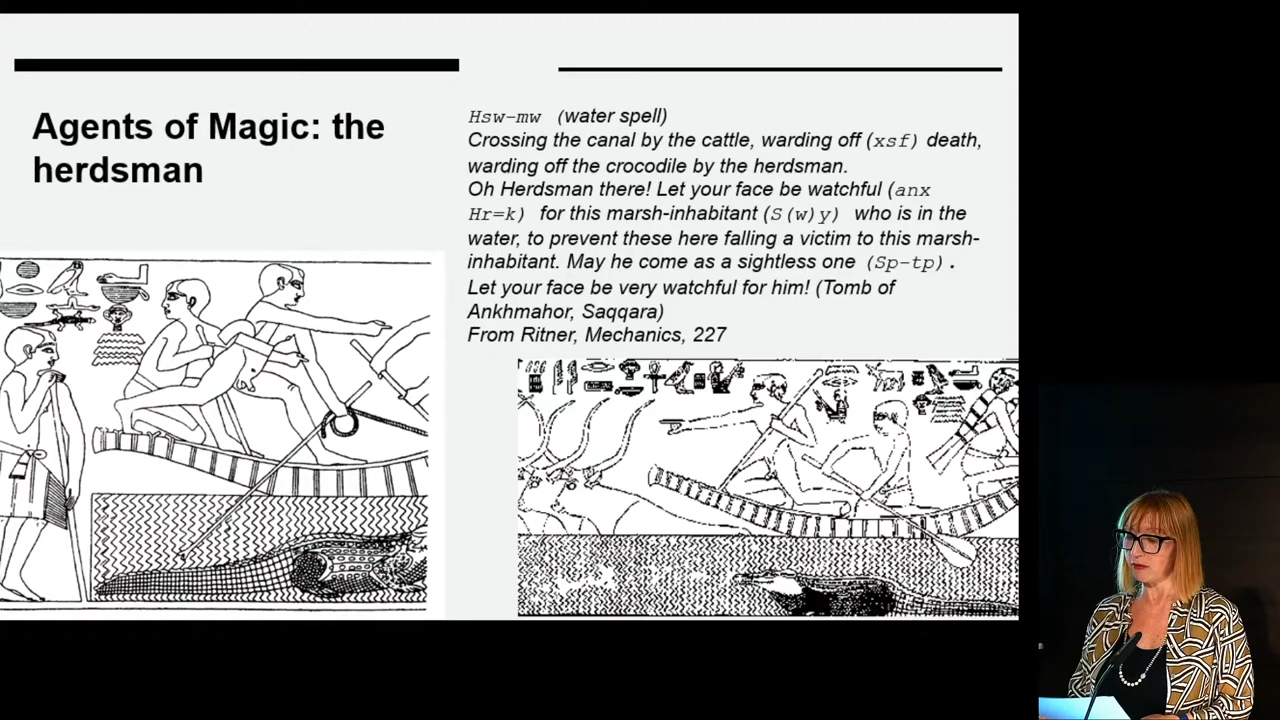 Agents of Magic: the
herdsman
Hsw-mw (water spell)
Crossing the canal by the cattle, warding off (xsf) death,
warding off the crocodile by the herdsman.
Oh Herdsman there! Let your face be watchful (anx
Hr=k) for this marsh-inhabitant (S(w)y) who is in the
water, to prevent these here falling a victim to this marsh-
inhabitant. May he come as a sightless one (Sp-tp).
Let your face be very watchful for him! (Tomb of
Ankhmahor, Saqqara)
From Ritner, Mechanics, 227